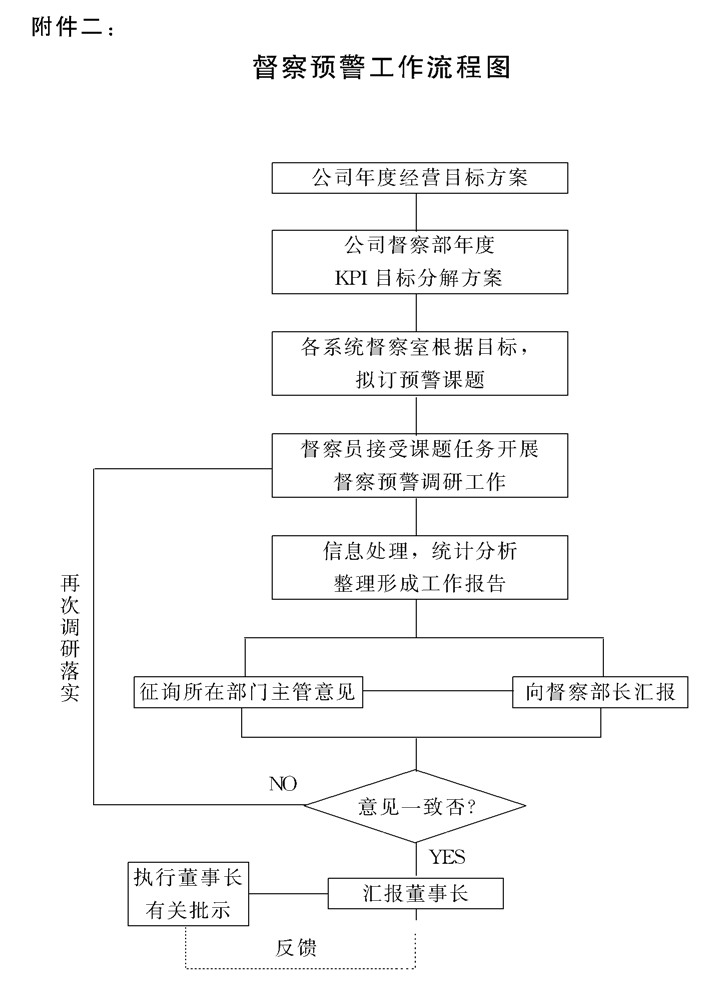 附件二：
督察预警工作流程图
公司年度经营目标方案
公司督察部年度
KPI 目标分解方案
各系统督察室根据目标，
拟订预警课题
督察员接受课题任务开展
督察预警调研工作
信息处理，统计分析
整理形成工作报告
再次调研落实
征询所在部门主管意见
向督察部长汇报
NO
意见一致否？
YES
执行董事长
有关批示
汇报董事长
反馈